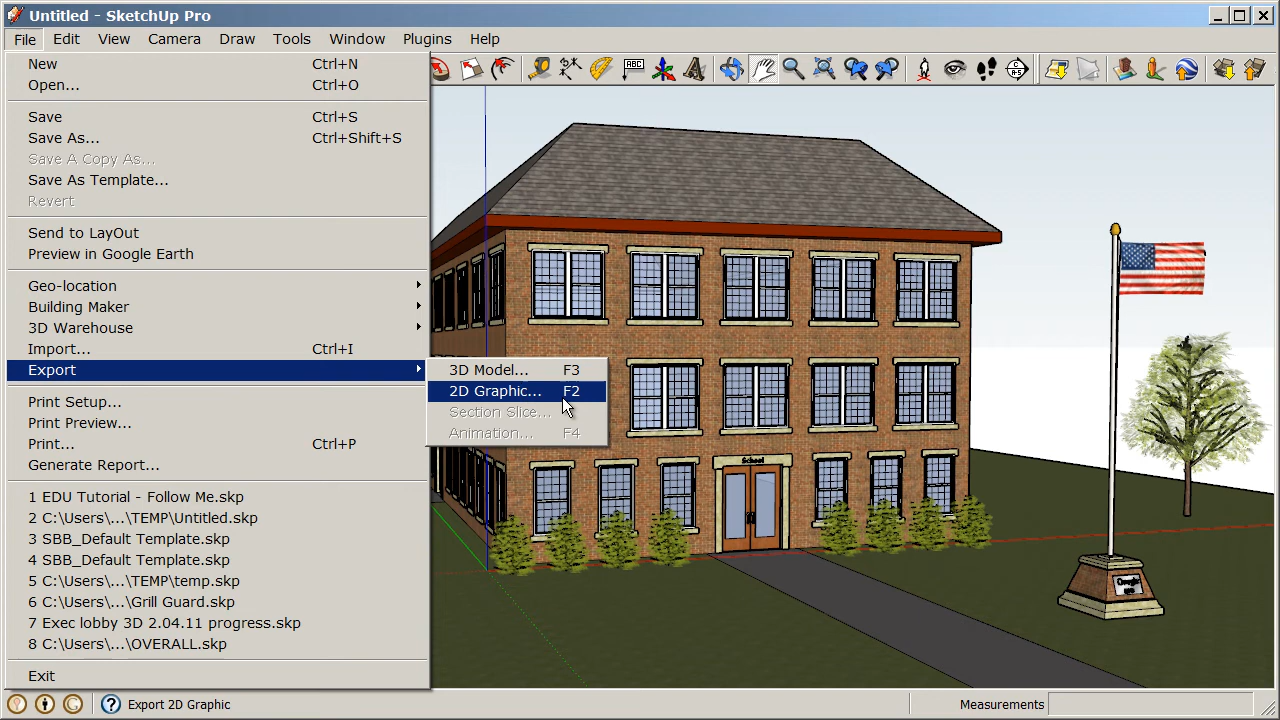 Untitled - SketchUp Pro
File Edit View Camera Draw Tools Window Plugins Help
New Ctrl+N
Open... Ctrl+O
Save Ctrl+S
Save As... Ctrl+Shift+S
Save A Copy As...
Save As Template...
Revert
Send to LayOut
Preview in Google Earth
Geo-location
Building Maker
3D Warehouse
Import... Ctrl+I
Export
3D Model... F3
2D Graphic... F2
Section Slice...
Animation... F4
Print Setup...
Print Preview...
Print... Ctrl+P
Generate Report...
1 EDU Tutorial - Follow Me.skp
2 C:\Users\...\TEMP\Untitled.skp
3 SBB_Default Template.skp
4 SBB_Default Template.skp
5 C:\Users\...\TEMP\temp.skp
6 C:\Users\...\Grill Guard.skp
7 Exec lobby 3D 2.04.11 progress.skp
8 C:\Users\...\OVERALL.skp
Exit
ABC
School
Export 2D Graphic
Measurements